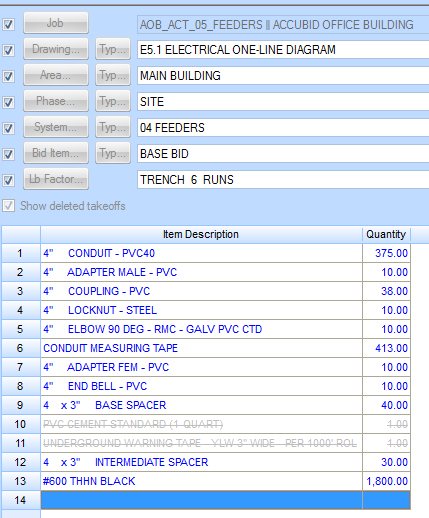 Job AOB_ACT_05_FEEDERS || ACCUBID OFFICE BUILDING
Drawing... Typ... E5.1 ELECTRICAL ONE-LINE DIAGRAM
Area... Typ... MAIN BUILDING
Phase... Typ... SITE
System... Typ... 04 FEEDERS
Bid Item... Typ... BASE BID
Lb Factor... TRENCH 6 RUNS
Show deleted takeoffs
Item Description Quantity
1 4" CONDUIT - PVC40 375.00
2 4" ADAPTER MALE - PVC 10.00
3 4" COUPLING - PVC 38.00
4 4" LOCKNUT - STEEL 10.00
5 4" ELBOW 90 DEG - RMC - GALV PVC CTD 10.00
6 CONDUIT MEASURING TAPE 413.00
7 4" ADAPTER FEM - PVC 10.00
8 4" END BELL - PVC 10.00
9 4 x 3" BASE SPACER 40.00
10 PVC CEMENT STANDARD (1-QUART) 1.00
11 UNDERGROUND WARNING TAPE - YLW 3" WIDE - PER 1000' ROL 1.00
12 4 x 3" INTERMEDIATE SPACER 30.00
13 #600 THHN BLACK 1,800.00
14